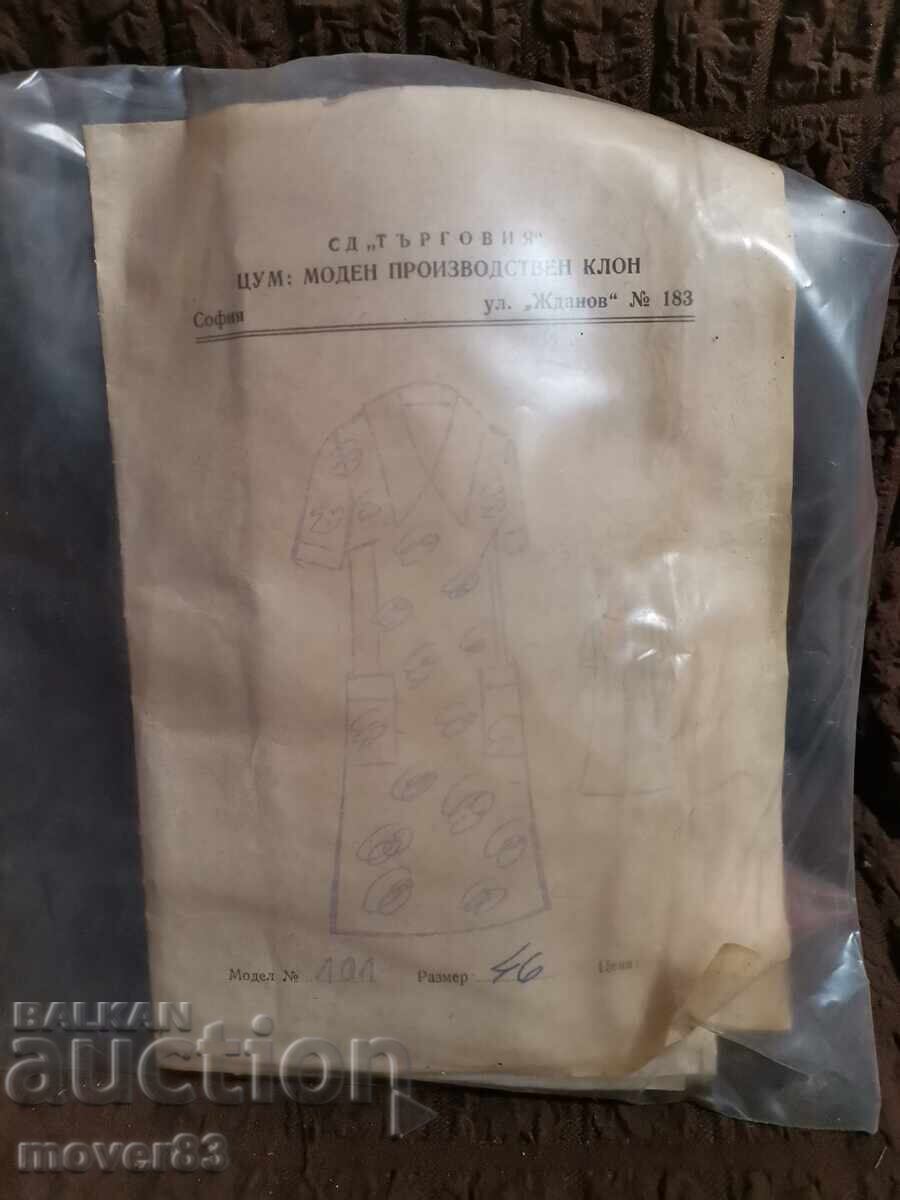 СД „ТЪРГОВИЯ"
ЦУМ: МОДЕН ПРОИЗВОДСТВЕН КЛОН
София ул. „Жданов" № 183
Модел № 101 Размер 46 Цена:
BALKAN
auction
mover83